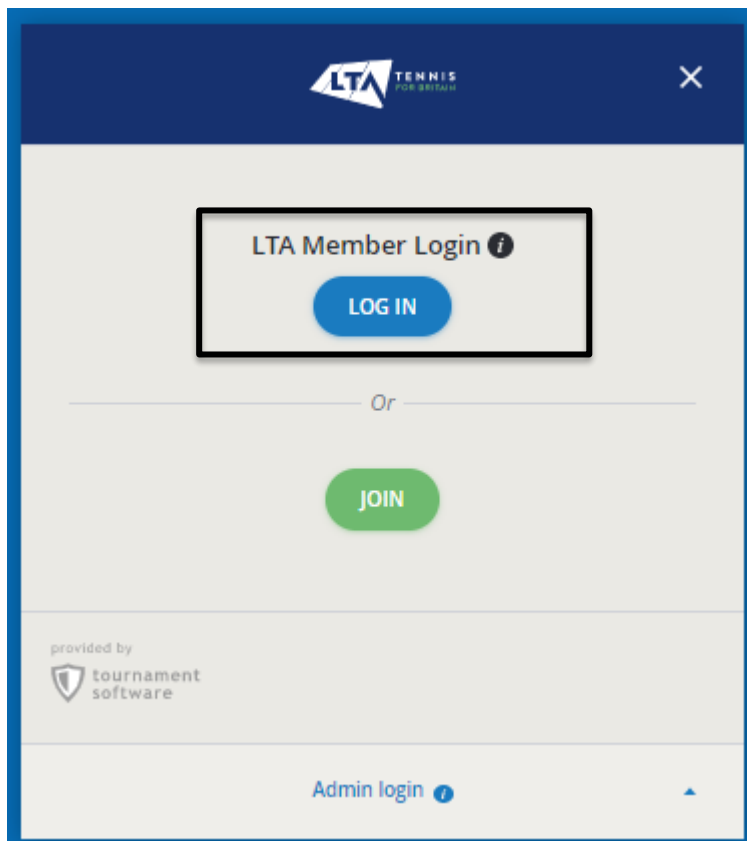 LTA TENNIS
FOR BRITAIN
LTA Member Login i
LOG IN
Or
JOIN
provided by
tournament
software
Admin login i